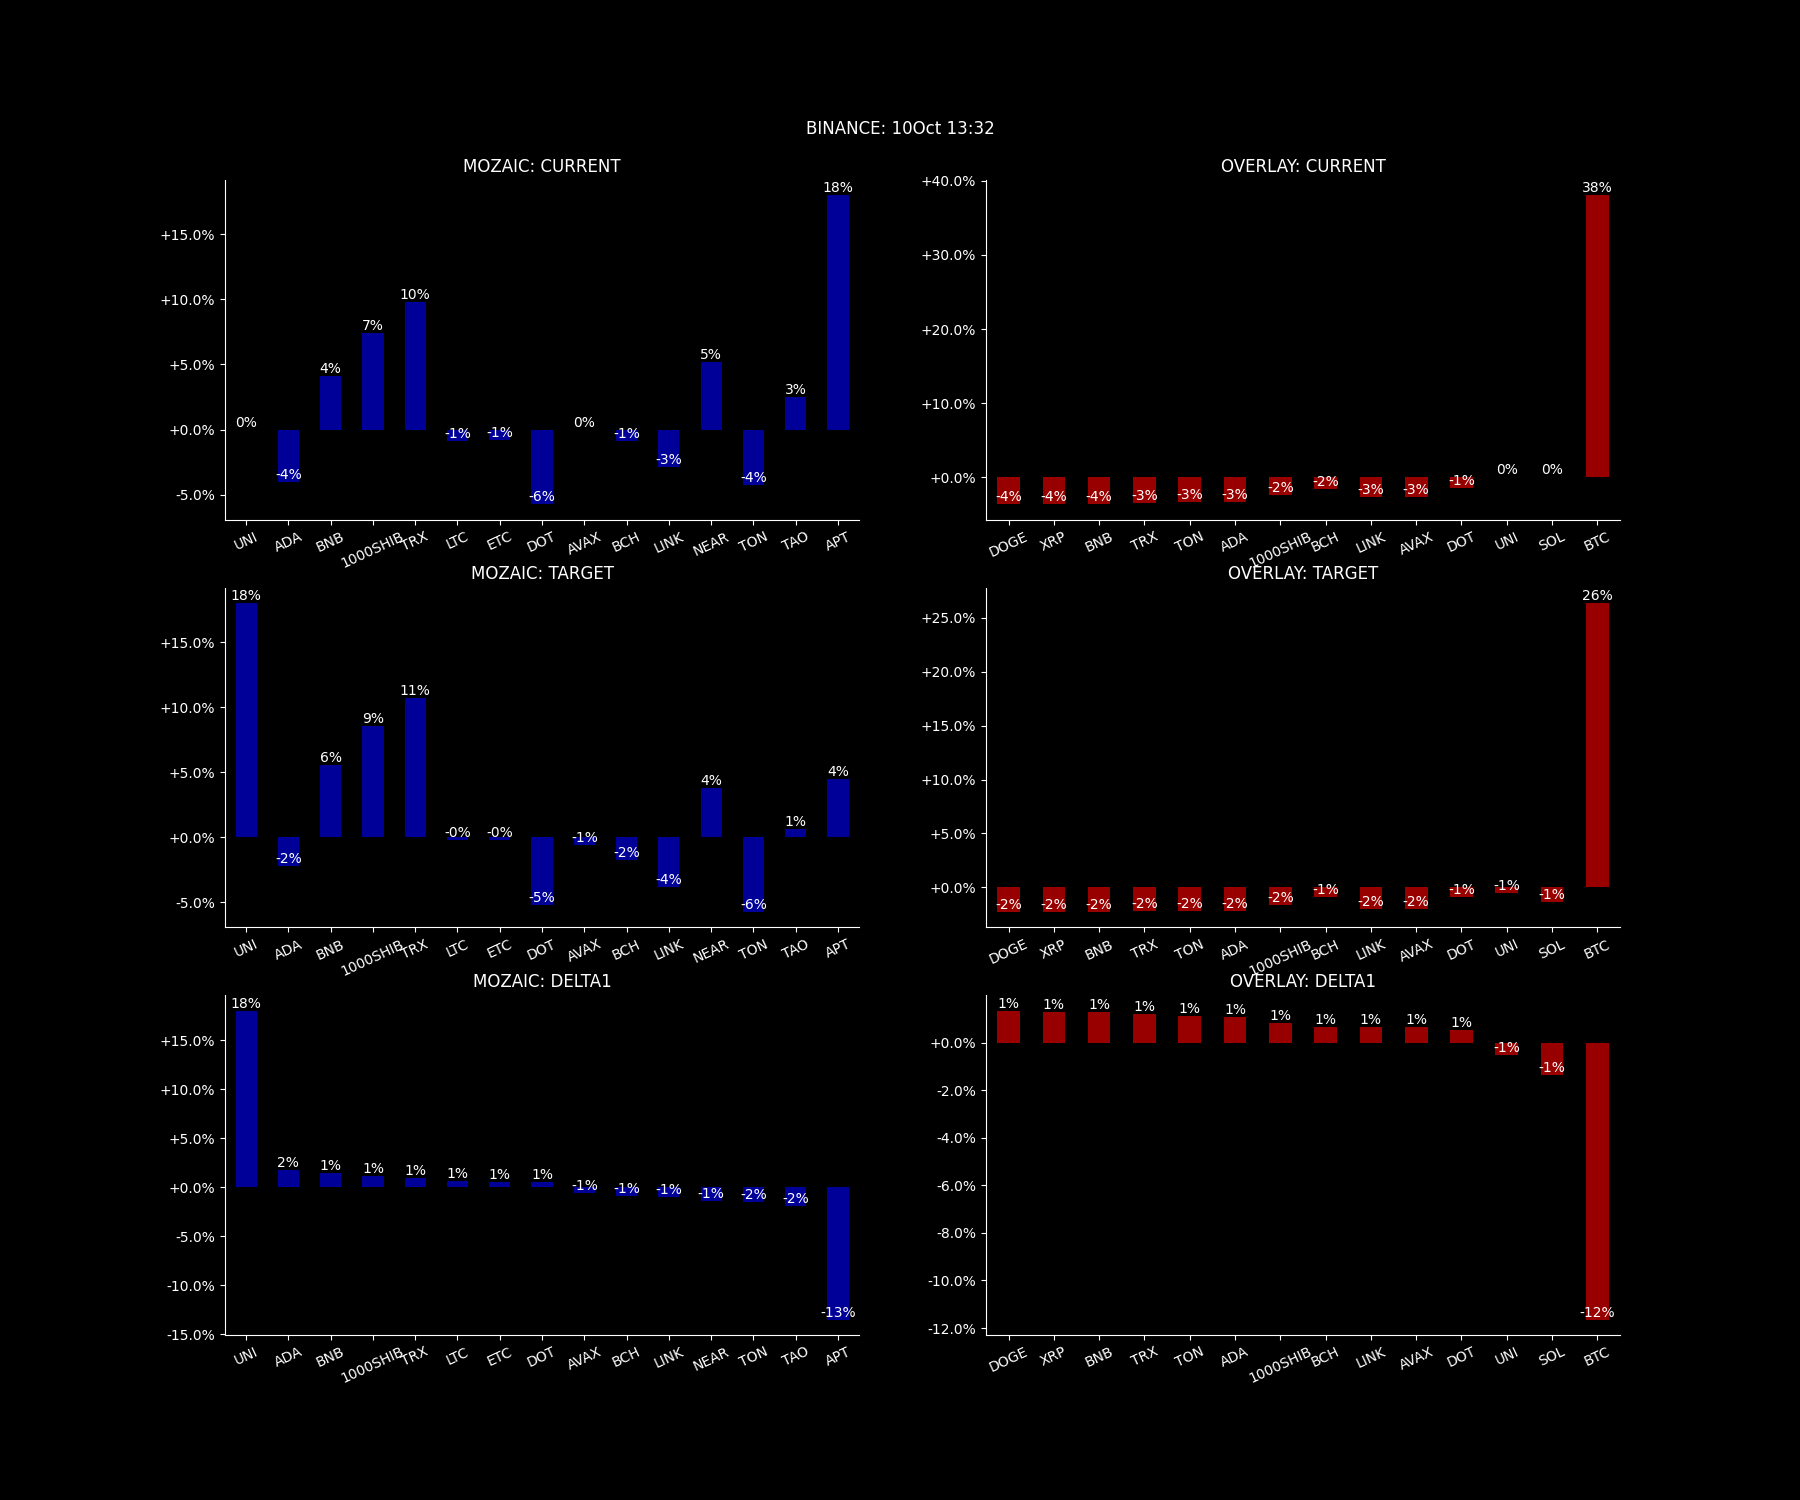 BINANCE: 10Oct 13:32
MOZAIC: CURRENT
+15.0%
+10.0%
+5.0%
+0.0%
-5.0%
0% -4% 4% 7% 10% -1% -1% -6% 0% -1% -3% 5% -4% 3% 18%
UNI ADA BNB 1000SHIB TRX LTC ETC DOT AVAX BCH LINK NEAR TON TAO APT
OVERLAY: CURRENT
+40.0%
+30.0%
+20.0%
+10.0%
+0.0%
-4% -4% -4% -3% -3% -3% -2% -2% -3% -3% -1% 0% 0% 38%
DOGE XRP BNB TRX TON ADA 1000SHIB BCH LINK AVAX DOT UNI SOL BTC
MOZAIC: TARGET
+15.0%
+10.0%
+5.0%
+0.0%
-5.0%
18% -2% 6% 9% 11% -0% -0% -5% -1% -2% -4% 4% -6% 1% 4%
UNI ADA BNB 1000SHIB TRX LTC ETC DOT AVAX BCH LINK NEAR TON TAO APT
OVERLAY: TARGET
+25.0%
+20.0%
+15.0%
+10.0%
+5.0%
+0.0%
-2% -2% -2% -2% -2% -2% -2% -1% -2% -2% -1% -1% -1% 26%
DOGE XRP BNB TRX TON ADA 1000SHIB BCH LINK AVAX DOT UNI SOL BTC
MOZAIC: DELTA1
+15.0%
+10.0%
+5.0%
+0.0%
-5.0%
-10.0%
-15.0%
18% 2% 1% 1% 1% 1% 1% 1% -1% -1% -1% -1% -2% -2% -13%
UNI ADA BNB 1000SHIB TRX LTC ETC DOT AVAX BCH LINK NEAR TON TAO APT
OVERLAY: DELTA1
+0.0%
-2.0%
-4.0%
-6.0%
-8.0%
-10.0%
-12.0%
1% 1% 1% 1% 1% 1% 1% 1% 1% 1% 1% -1% -1% -12%
DOGE XRP BNB TRX TON ADA 1000SHIB BCH LINK AVAX DOT UNI SOL BTC